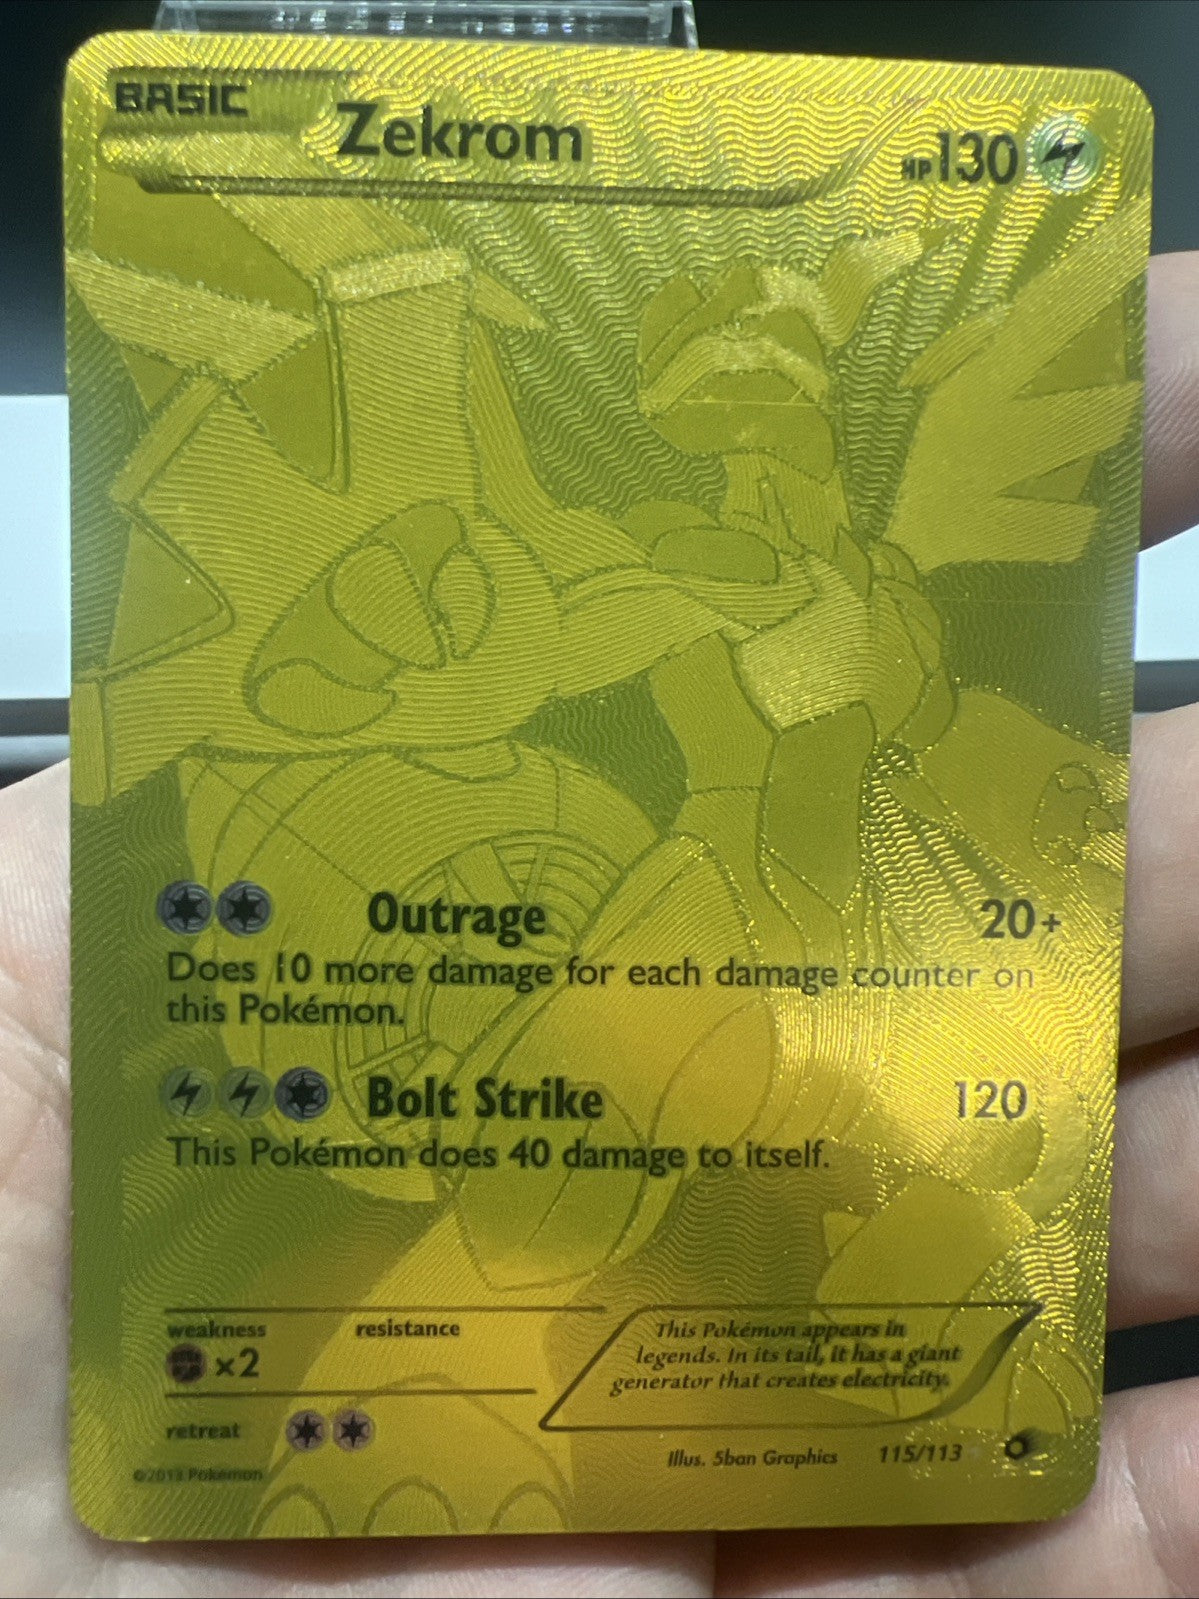 BASIC
Zekrom
HP130
Outrage 20+
Does 10 more damage for each damage counter on
this Pokémon.
Bolt Strike 120
This Pokémon does 40 damage to itself.
weakness resistance
×2
This Pokémon appears in
legends. In its tail, it has a giant
generator that creates electricity.
retreat
Illus. 5ban Graphics 115/113
©2013 Pokémon